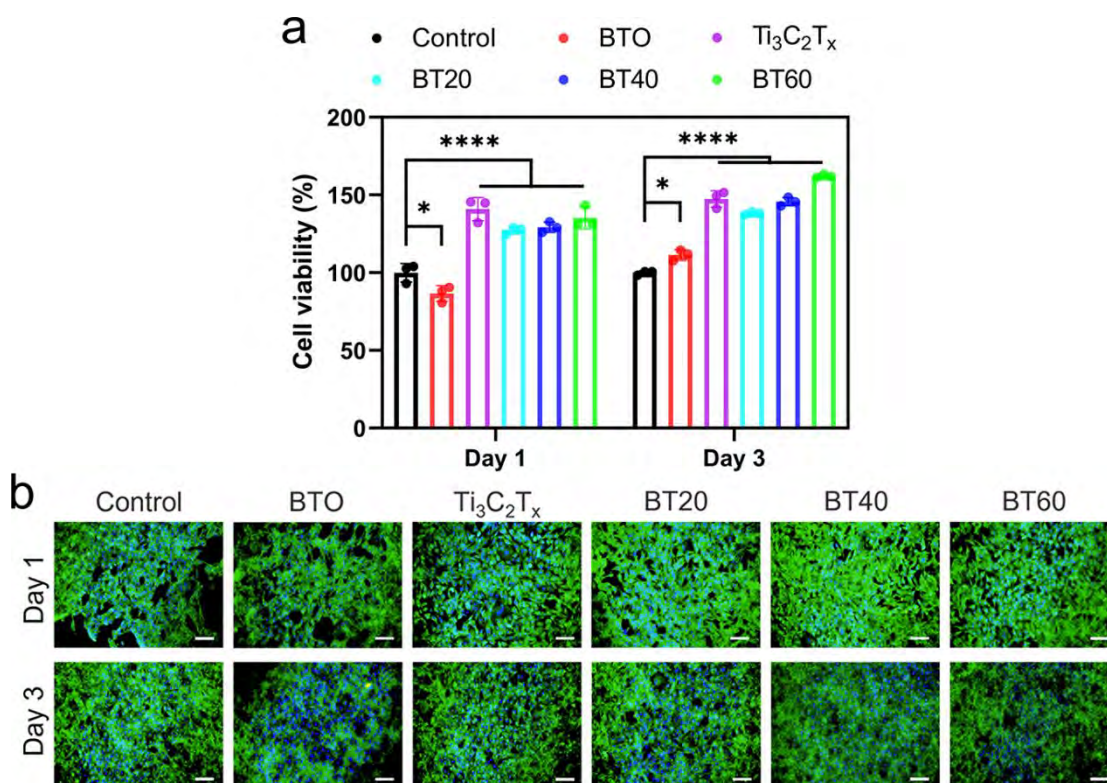 a
Control BTO Ti₃C₂Tₓ
BT20 BT40 BT60
Cell viability (%)
200
150
100
50
0
**** ****
* *
Day 1 Day 3
b
Control BTO Ti₃C₂Tₓ BT20 BT40 BT60
Day 1
Day 3